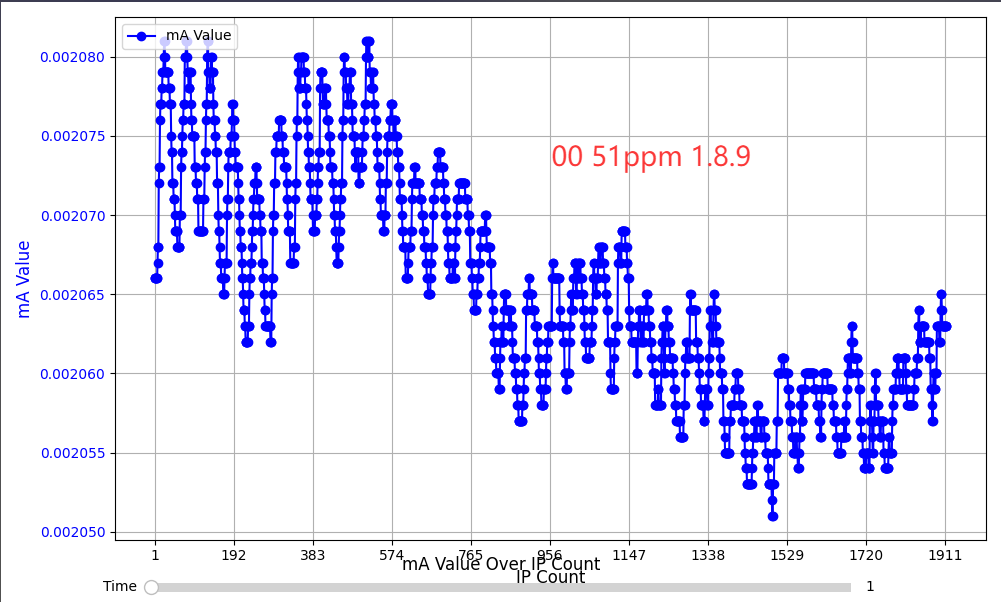 mA Value
0.002080
0.002075
0.002070
0.002065
0.002060
0.002055
0.002050
mA Value
00 51ppm 1.8.9
1 192 383 574 765 956 1147 1338 1529 1720 1911
mA Value Over IP Count
IP Count
Time 1